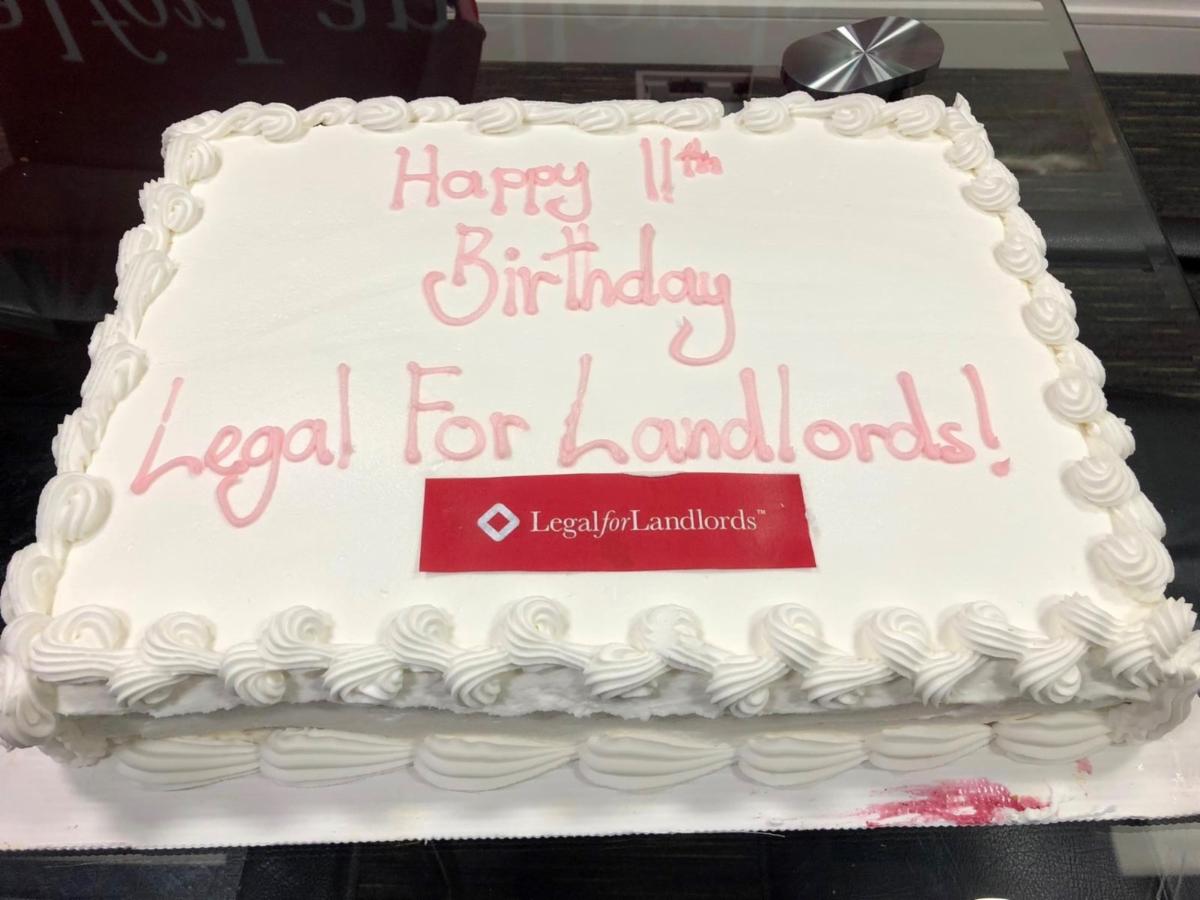 Happy 11th
Birthday
Legal For Landlords!
LegalforLandlords™